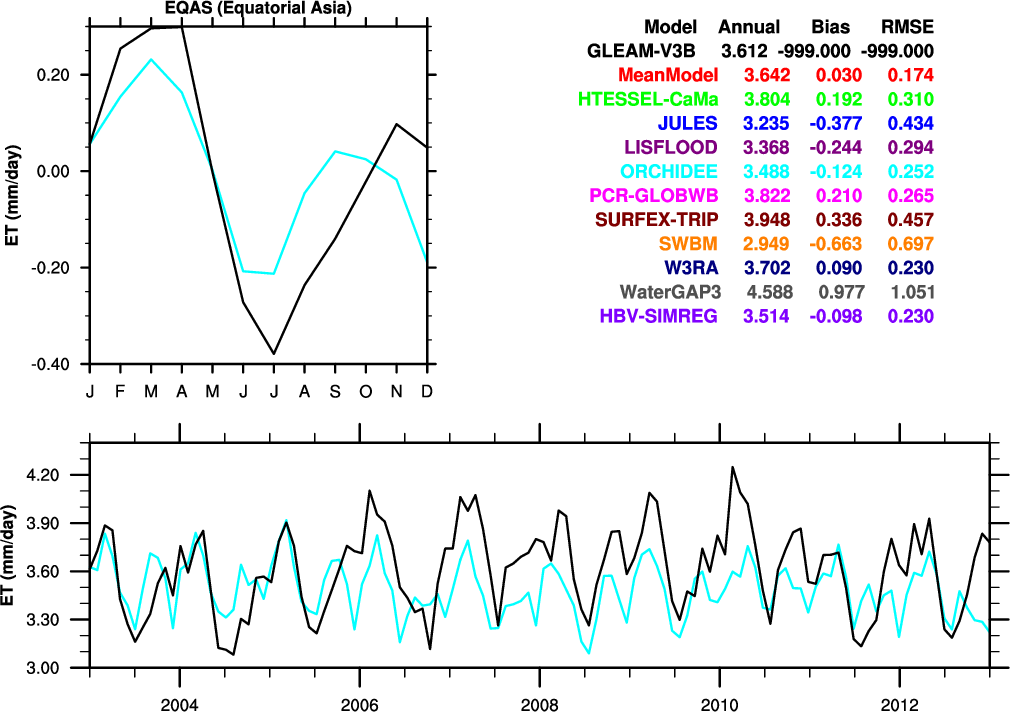 EQAS (Equatorial Asia)
ET (mm/day)
0.20
0.00
-0.20
-0.40
J F M A M J J A S O N D
Model Annual Bias RMSE
GLEAM-V3B 3.612 -999.000 -999.000
MeanModel 3.642 0.030 0.174
HTESSEL-CaMa 3.804 0.192 0.310
JULES 3.235 -0.377 0.434
LISFLOOD 3.368 -0.244 0.294
ORCHIDEE 3.488 -0.124 0.252
PCR-GLOBWB 3.822 0.210 0.265
SURFEX-TRIP 3.948 0.336 0.457
SWBM 2.949 -0.663 0.697
W3RA 3.702 0.090 0.230
WaterGAP3 4.588 0.977 1.051
HBV-SIMREG 3.514 -0.098 0.230
ET (mm/day)
4.20
3.90
3.60
3.30
3.00
2004 2006 2008 2010 2012